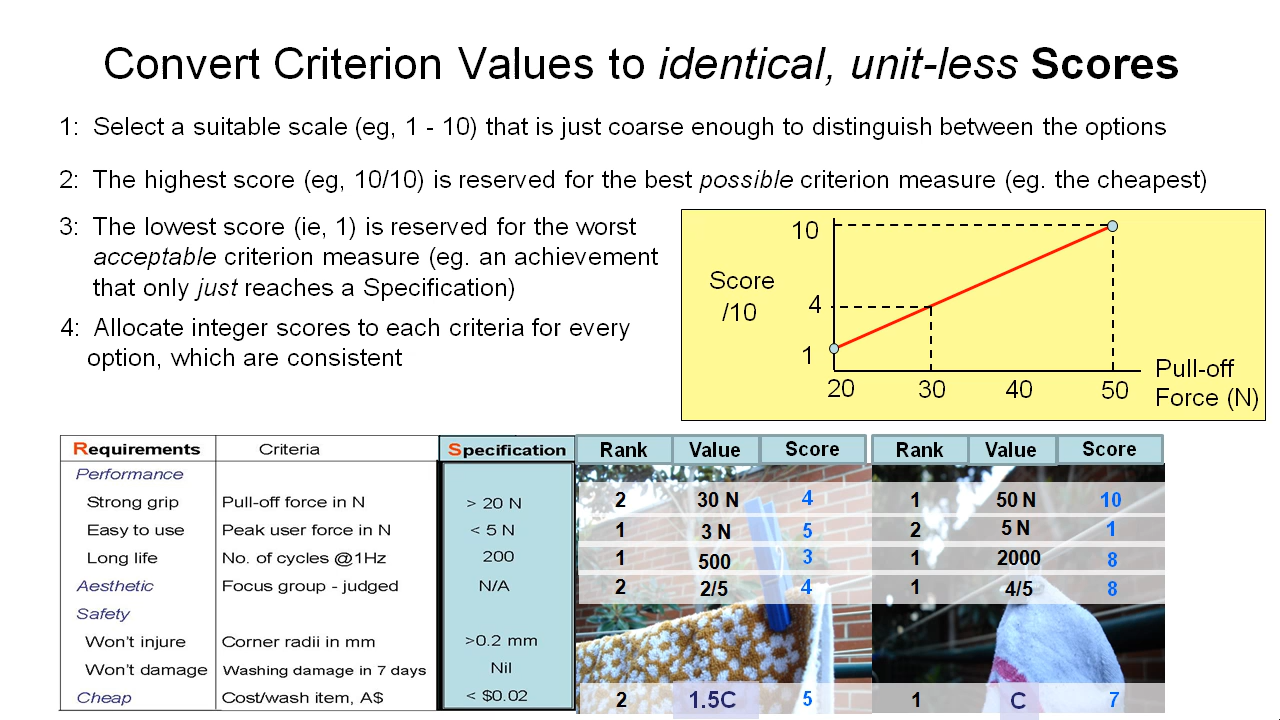 Convert Criterion Values to identical, unit-less Scores
1: Select a suitable scale (eg, 1 - 10) that is just coarse enough to distinguish between the options
2: The highest score (eg, 10/10) is reserved for the best possible criterion measure (eg. the cheapest)
3: The lowest score (ie, 1) is reserved for the worst
acceptable criterion measure (eg. an achievement
that only just reaches a Specification)
4: Allocate integer scores to each criteria for every
option, which are consistent
10
Score
/10
4
1
20 30 40 50
Pull-off
Force (N)
Requirements Criteria Specification Rank Value Score Rank Value Score
Performance
Strong grip Pull-off force in N > 20 N 2 30 N 4 1 50 N 10
Easy to use Peak user force in N < 5 N 1 3 N 5 2 5 N 1
Long life No. of cycles @1Hz 200 1 500 3 1 2000 8
Aesthetic Focus group - judged N/A 2 2/5 4 1 4/5 8
Safety
Won't injure Corner radii in mm >0.2 mm
Won't damage Washing damage in 7 days Nil
Cheap Cost/wash item, A$ < $0.02 2 1.5C 5 1 C 7